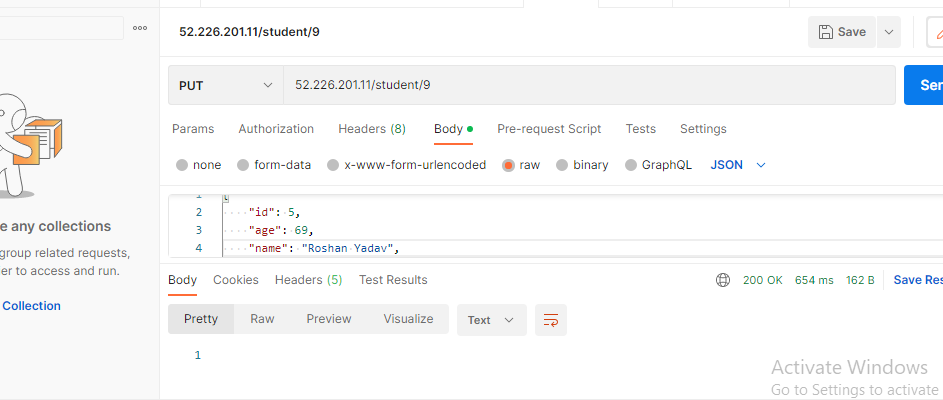 52.226.201.11/student/9
Save
PUT
52.226.201.11/student/9
Sen
Params Authorization Headers (8) Body Pre-request Script Tests Settings
none form-data x-www-form-urlencoded raw binary GraphQL JSON
1 {
2 "id": 5,
3 "age": 69,
4 "name": "Roshan Yadav",
e any collections
group related requests,
er to access and run.
Collection
Body Cookies Headers (5) Test Results
200 OK 654 ms 162 B Save Res
Pretty Raw Preview Visualize Text
1
Activate Windows
Go to Settings to activate